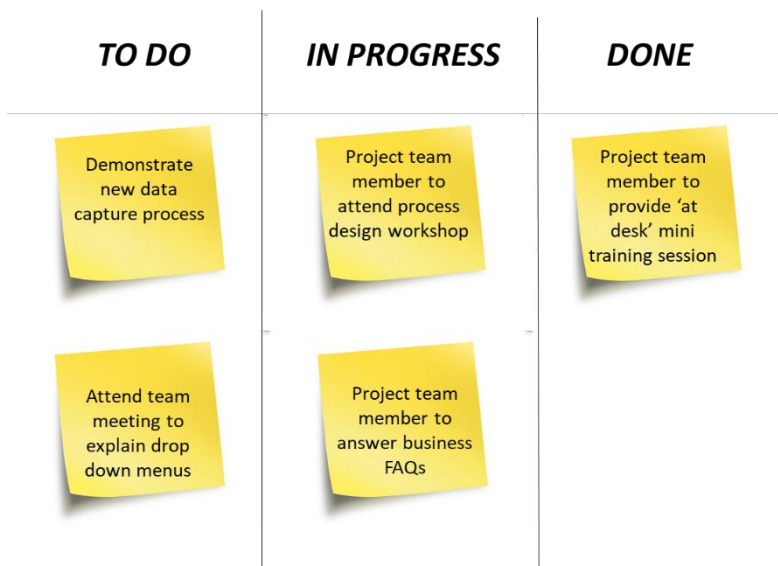 TO DO
IN PROGRESS
DONE
Demonstrate
new data
capture process
Project team
member to
attend process
design workshop
Project team
member to
provide ‘at
desk’ mini
training session
Attend team
meeting to
explain drop
down menus
Project team
member to
answer business
FAQs